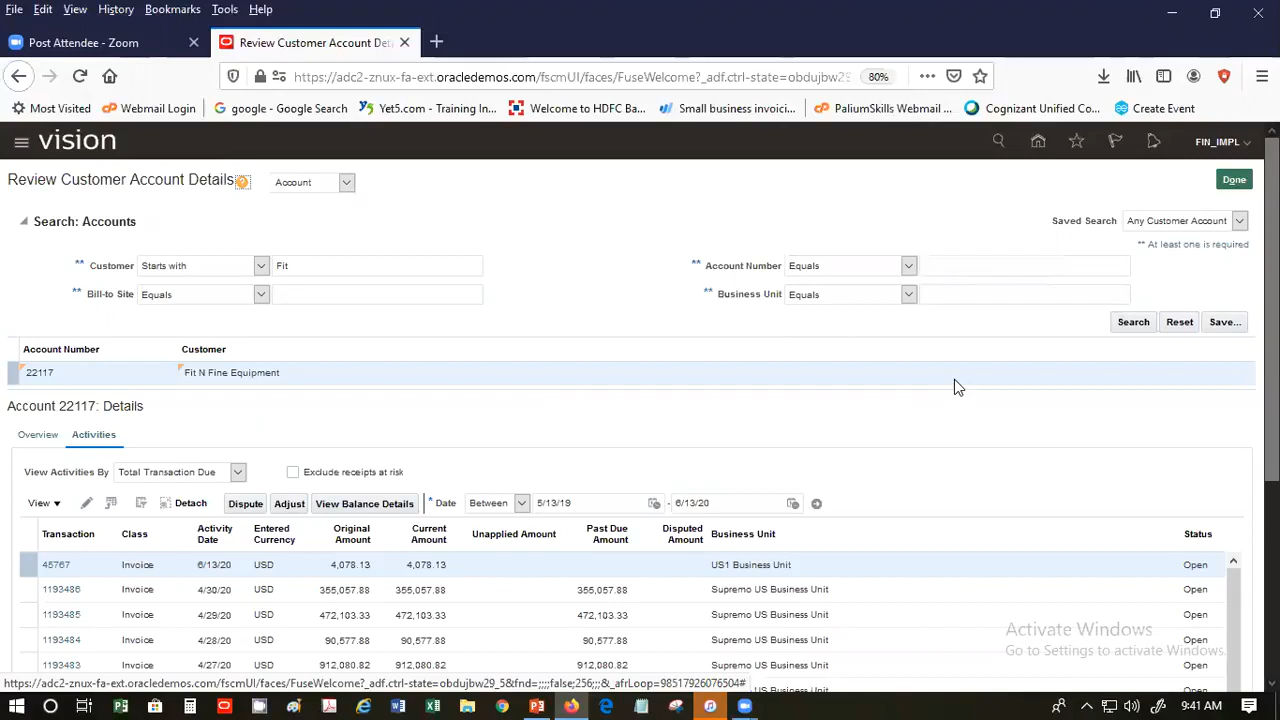 File Edit View History Bookmarks Tools Help
Post Attendee - Zoom Review Customer Account Det
https://adc2-znux-fa-ext.oracledemos.com/fscmUI/faces/FuseWelcome?_adf.ctrl-state=obdujbw29_5 80%
Most Visited Webmail Login google - Google Search Yet5.com - Training In... Welcome to HDFC Ba... Small business invoici... PaliumSkills Webmail ... Cognizant Unified Co... Create Event
vision FIN_IMPL
Review Customer Account Details Account Done
Search: Accounts Saved Search Any Customer Account
** At least one is required
** Customer Starts with Fit ** Account Number Equals
** Bill-to Site Equals ** Business Unit Equals
Search Reset Save...
Account Number Customer
22117 Fit N Fine Equipment
Account 22117: Details
Overview Activities
View Activities By Total Transaction Due Exclude receipts at risk
View Detach Dispute Adjust View Balance Details * Date Between 5/13/19 - 6/13/20
Transaction Class Activity Date Entered Currency Original Amount Current Amount Unapplied Amount Past Due Amount Disputed Amount Business Unit Status
45767 Invoice 6/13/20 USD 4,078.13 4,078.13 US1 Business Unit Open
1193486 Invoice 4/30/20 USD 355,057.88 355,057.88 355,057.88 Supremo US Business Unit Open
1193485 Invoice 4/29/20 USD 472,103.33 472,103.33 472,103.33 Supremo US Business Unit Open
1193484 Invoice 4/28/20 USD 90,577.88 90,577.88 90,577.88 Supremo US Business Unit Open
1193483 Invoice 4/27/20 USD 912,080.82 912,080.82 912,080.82 Supremo US Business Unit Open
Activate Windows
Go to Settings to activate Windows.
https://adc2-znux-fa-ext.oracledemos.com/fscmUI/faces/FuseWelcome?_adf.ctrl-state=obdujbw29_5&fnd=;;;;false;256;;;&_afrLoop=98517926076504#
9:41 AM